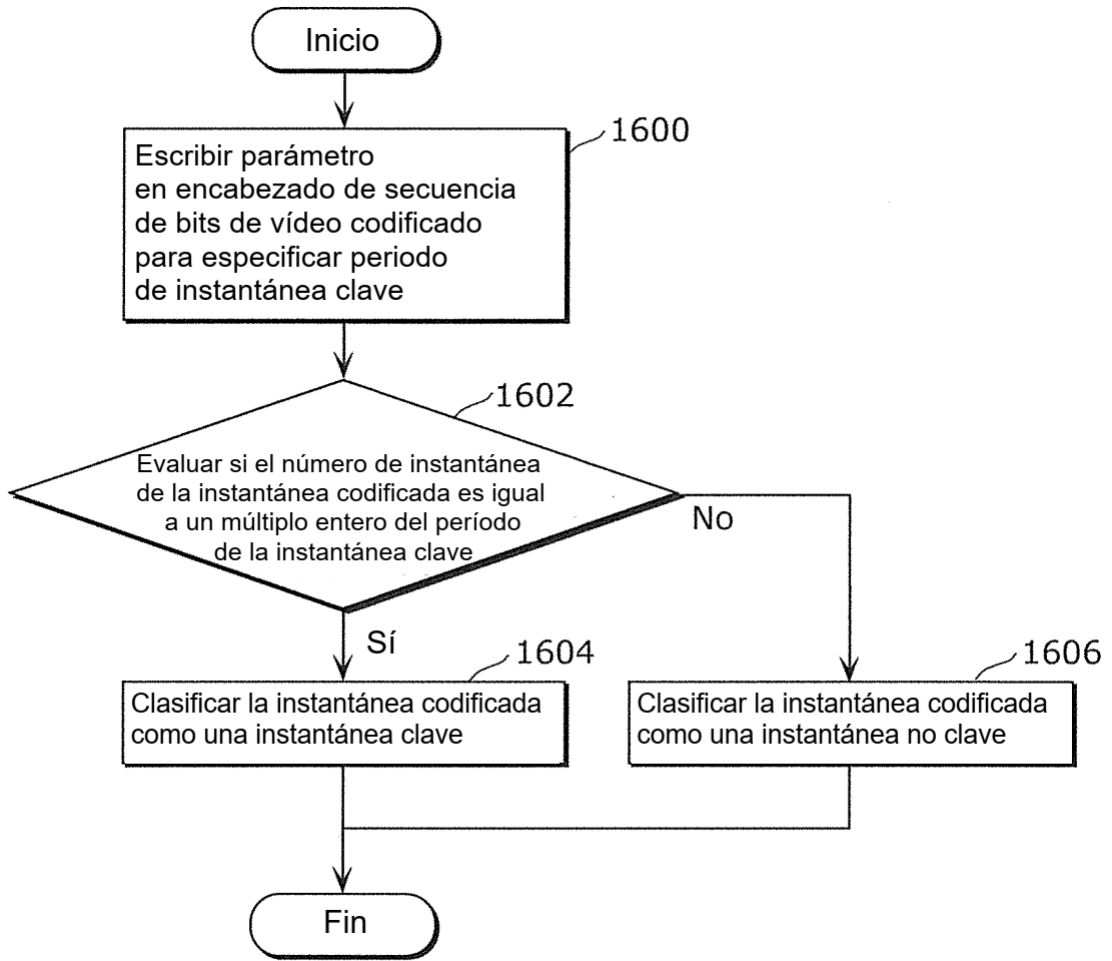 Inicio
1600
Escribir parámetro
en encabezado de secuencia
de bits de vídeo codificado
para especificar periodo
de instantánea clave
1602
Evaluar si el número de instantánea
de la instantánea codificada es igual
a un múltiplo entero del período
de la instantánea clave
No
Sí
1604
Clasificar la instantánea codificada
como una instantánea clave
1606
Clasificar la instantánea codificada
como una instantánea no clave
Fin